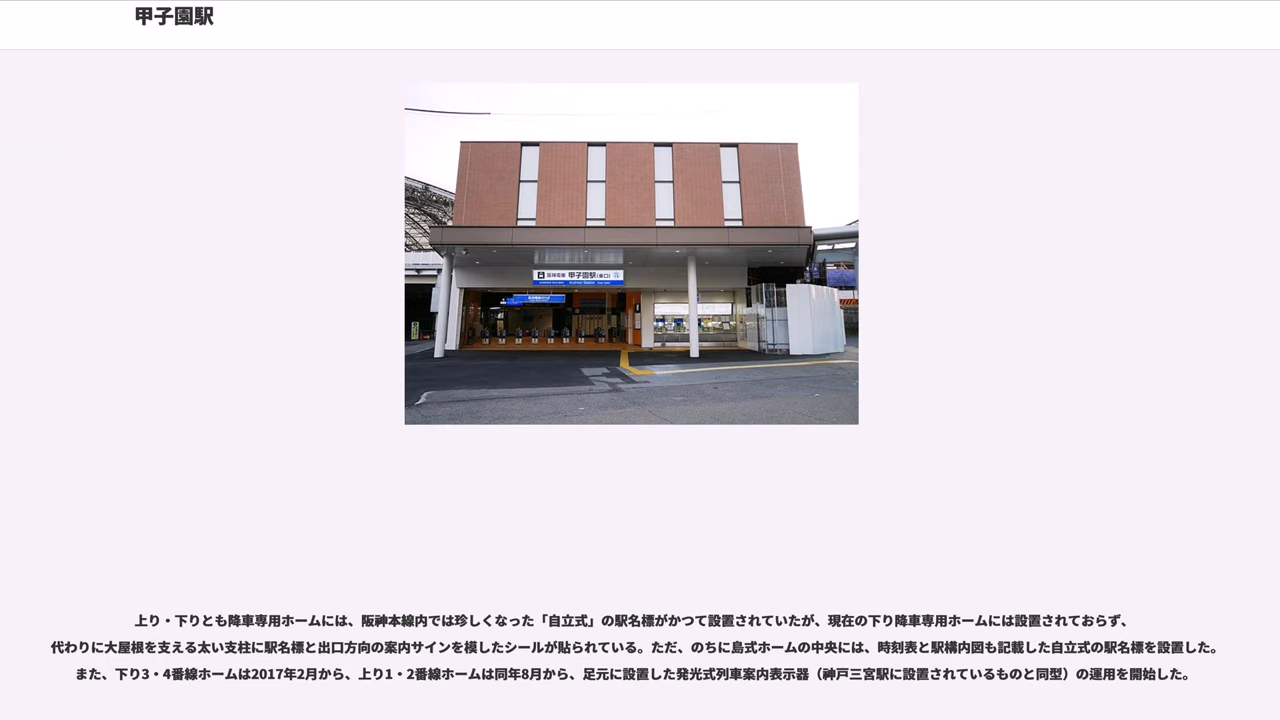 甲子園駅
阪神電車 甲子園駅(東口)
上り・下りとも降車専用ホームには、阪神本線内では珍しくなった「自立式」の駅名標がかつて設置されていたが、現在の下り降車専用ホームには設置されておらず、
代わりに大屋根を支える太い支柱に駅名標と出口方向の案内サインを模したシールが貼られている。ただ、のちに島式ホームの中央には、時刻表と駅構内図も記載した自立式の駅名標を設置した。
また、下り3・4番線ホームは2017年2月から、上り1・2番線ホームは同年8月から、足元に設置した発光式列車案内表示器（神戸三宮駅に設置されているものと同型）の運用を開始した。